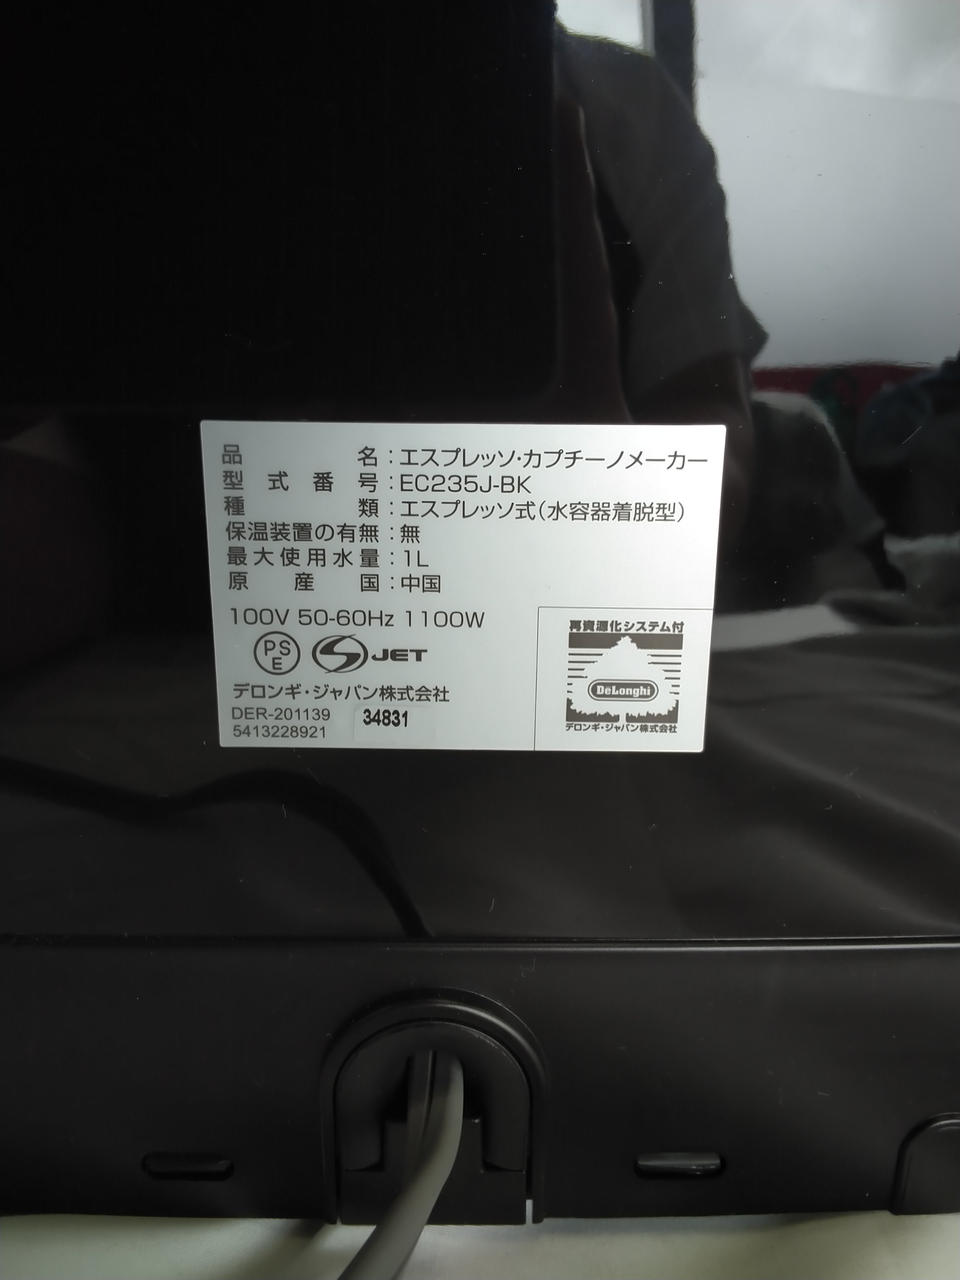 品名：エスプレッソ・カプチーノメーカー
型式番号：EC235J-BK
種類：エスプレッソ式（水容器着脱型）
保温装置の有無：無
最大使用水量：1L
原産国：中国
100V 50-60Hz 1100W
PS
E
JET
デロンギ・ジャパン株式会社
DER-201139
34831
5413228921
再資源化システム付
DeLonghi
デロンギ・ジャパン株式会社